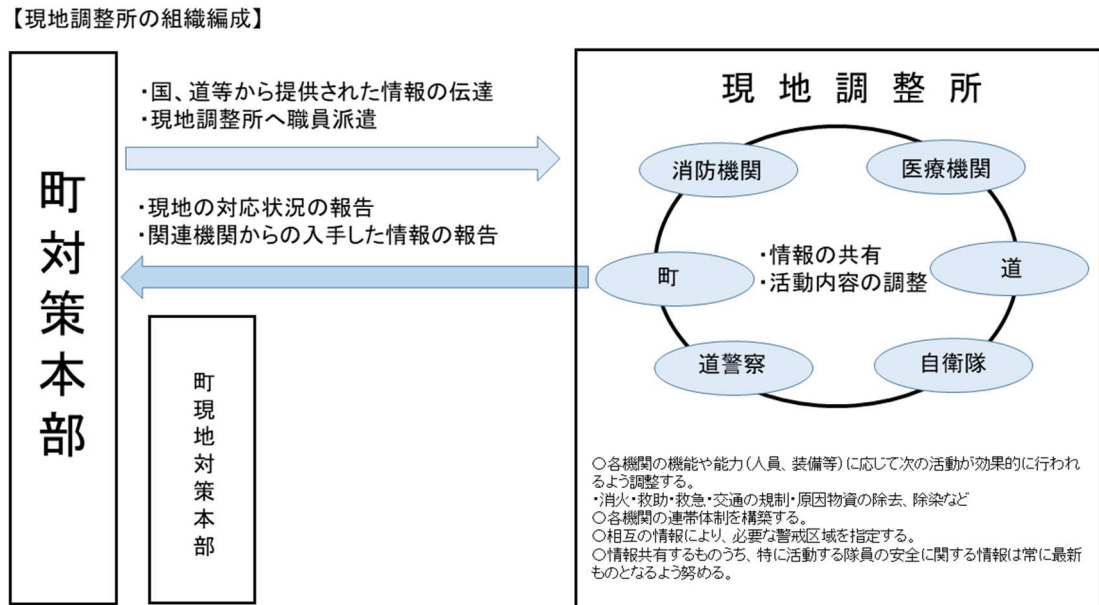 【現地調整所の組織編成】
町対策本部
・国、道等から提供された情報の伝達
・現地調整所へ職員派遣
・現地の対応状況の報告
・関連機関からの入手した情報の報告
町現地対策本部
現地調整所
消防機関
医療機関
町
・情報の共有
・活動内容の調整
道
道警察
自衛隊
○各機関の機能や能力(人員、装備等)に応じて次の活動が効果的に行われ
るよう調整する。
・消火・救助・救急・交通の規制・原因物資の除去、除染など
○各機関の連帯体制を構築する。
○相互の情報により、必要な警戒区域を指定する。
○情報共有するものうち、特に活動する隊員の安全に関する情報は常に最新
ものとなるよう努める。